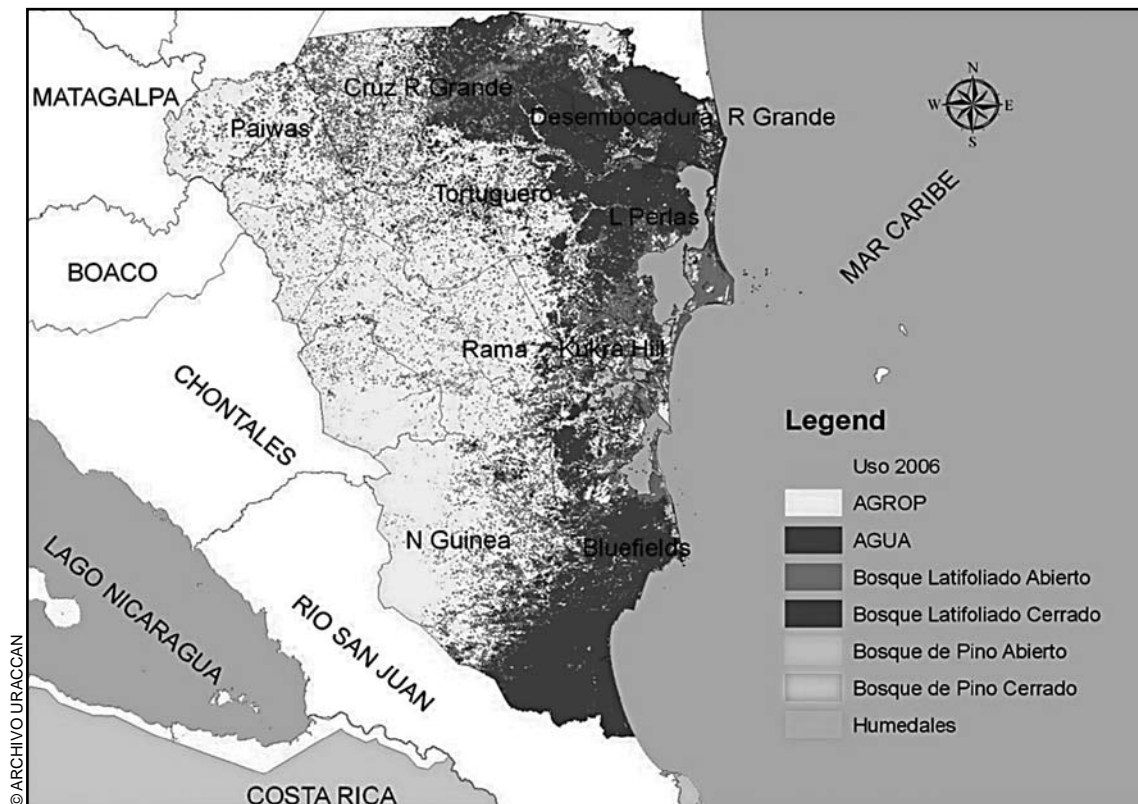 MATAGALPA
Cruz R Grande
Paiwas
Desembocadura R Grande
N
W E
S
Tortuguero
L Perlas
MAR CARIBE
BOACO
Rama
Kukra Hill
CHONTALES
Legend
Uso 2006
AGROP
AGUA
Bosque Latifoliado Abierto
Bosque Latifoliado Cerrado
Bosque de Pino Abierto
Bosque de Pino Cerrado
Humedales
N Guinea
Bluefields
LAGO NICARAGUA
RIO SAN JUAN
COSTA RICA
©ARCHIVO URACCAN